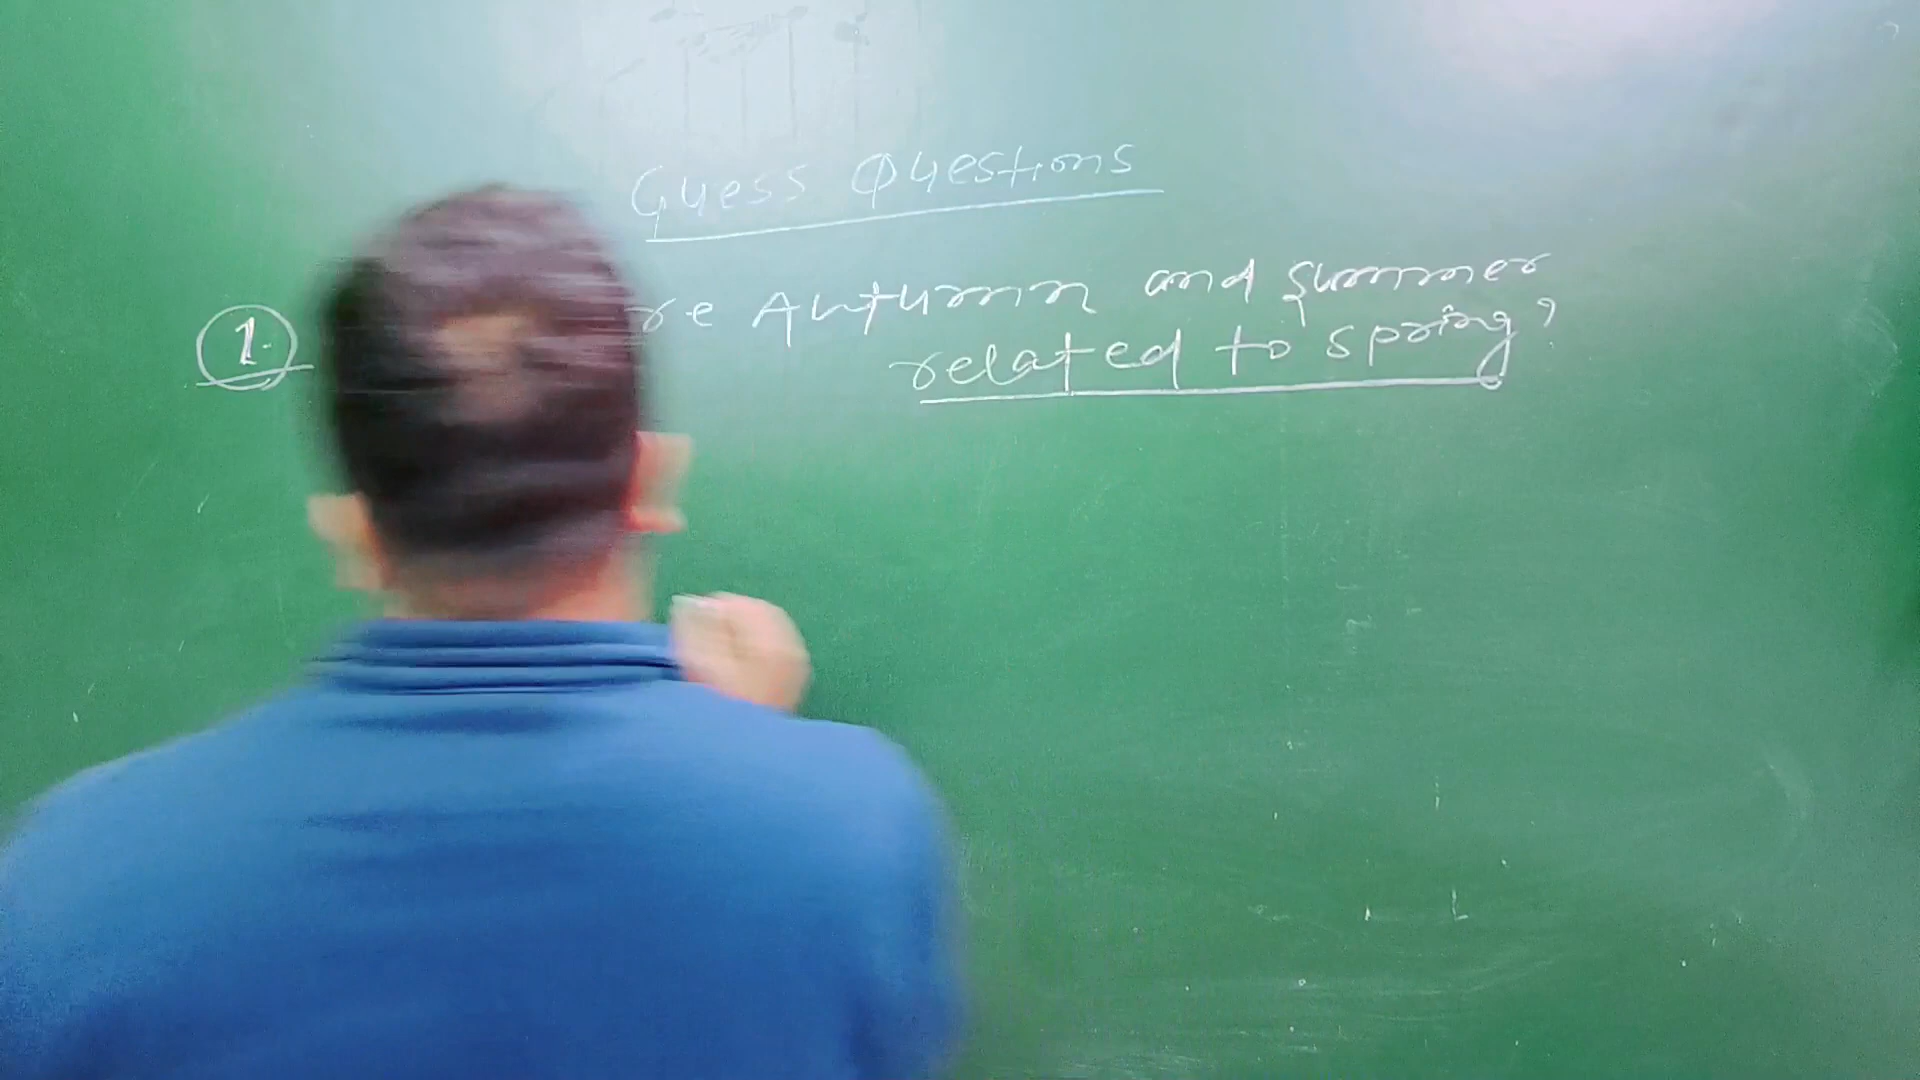 Guess Questions
1. re Autumn and summer
related to spring?